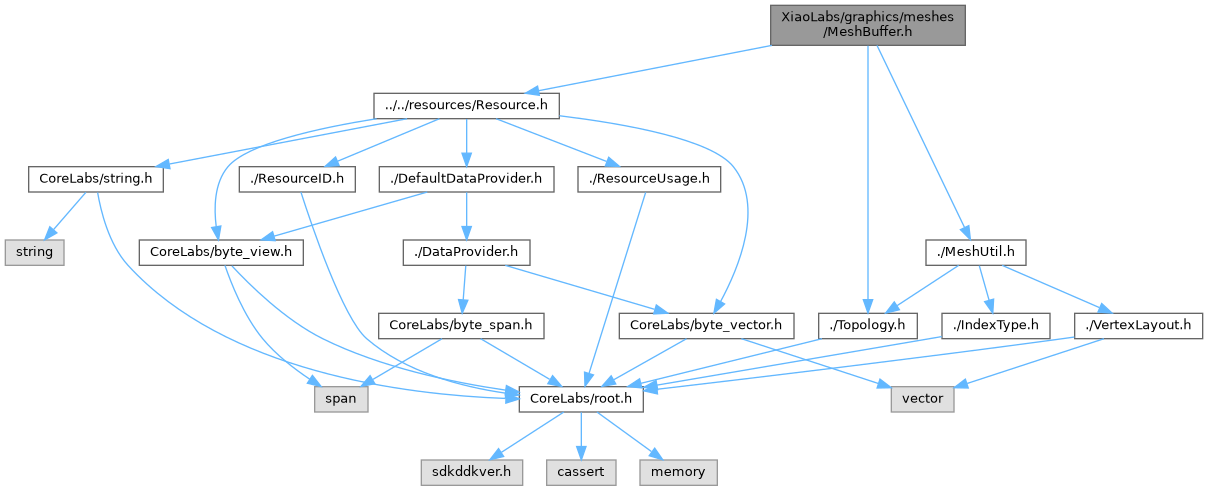 XiaoLabs/graphics/meshes
/MeshBuffer.h
../../resources/Resource.h
CoreLabs/string.h
./ResourceID.h
./DefaultDataProvider.h
./ResourceUsage.h
string
CoreLabs/byte_view.h
./DataProvider.h
./MeshUtil.h
CoreLabs/byte_span.h
CoreLabs/byte_vector.h
./Topology.h
./IndexType.h
./VertexLayout.h
span
CoreLabs/root.h
vector
sdkddkver.h
cassert
memory